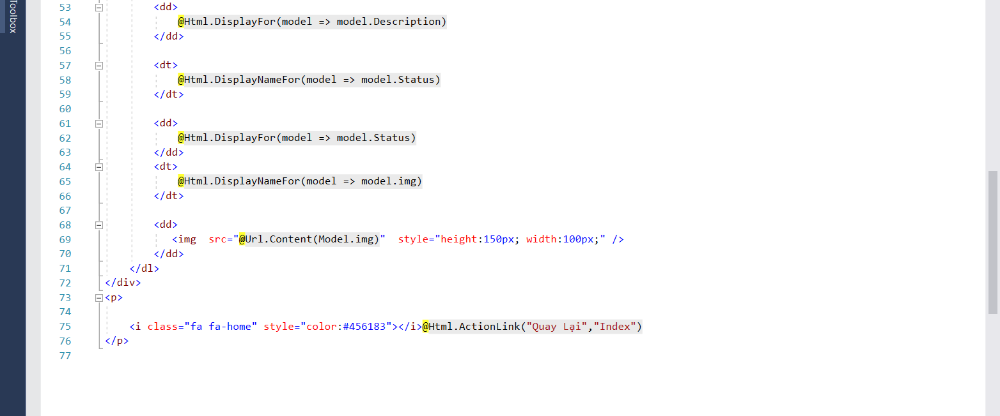 Toolbox
53 <dd>
54 @Html.DisplayFor(model => model.Description)
55 </dd>
56
57 <dt>
58 @Html.DisplayNameFor(model => model.Status)
59 </dt>
60
61 <dd>
62 @Html.DisplayFor(model => model.Status)
63 </dd>
64 <dt>
65 @Html.DisplayNameFor(model => model.img)
66 </dt>
67
68 <dd>
69 <img  src="@Url.Content(Model.img)"  style="height:150px; width:100px;" />
70 </dd>
71 </dl>
72 </div>
73 <p>
74
75 <i class="fa fa-home" style="color:#456183"></i>@Html.ActionLink("Quay Lại","Index")
76 </p>
77